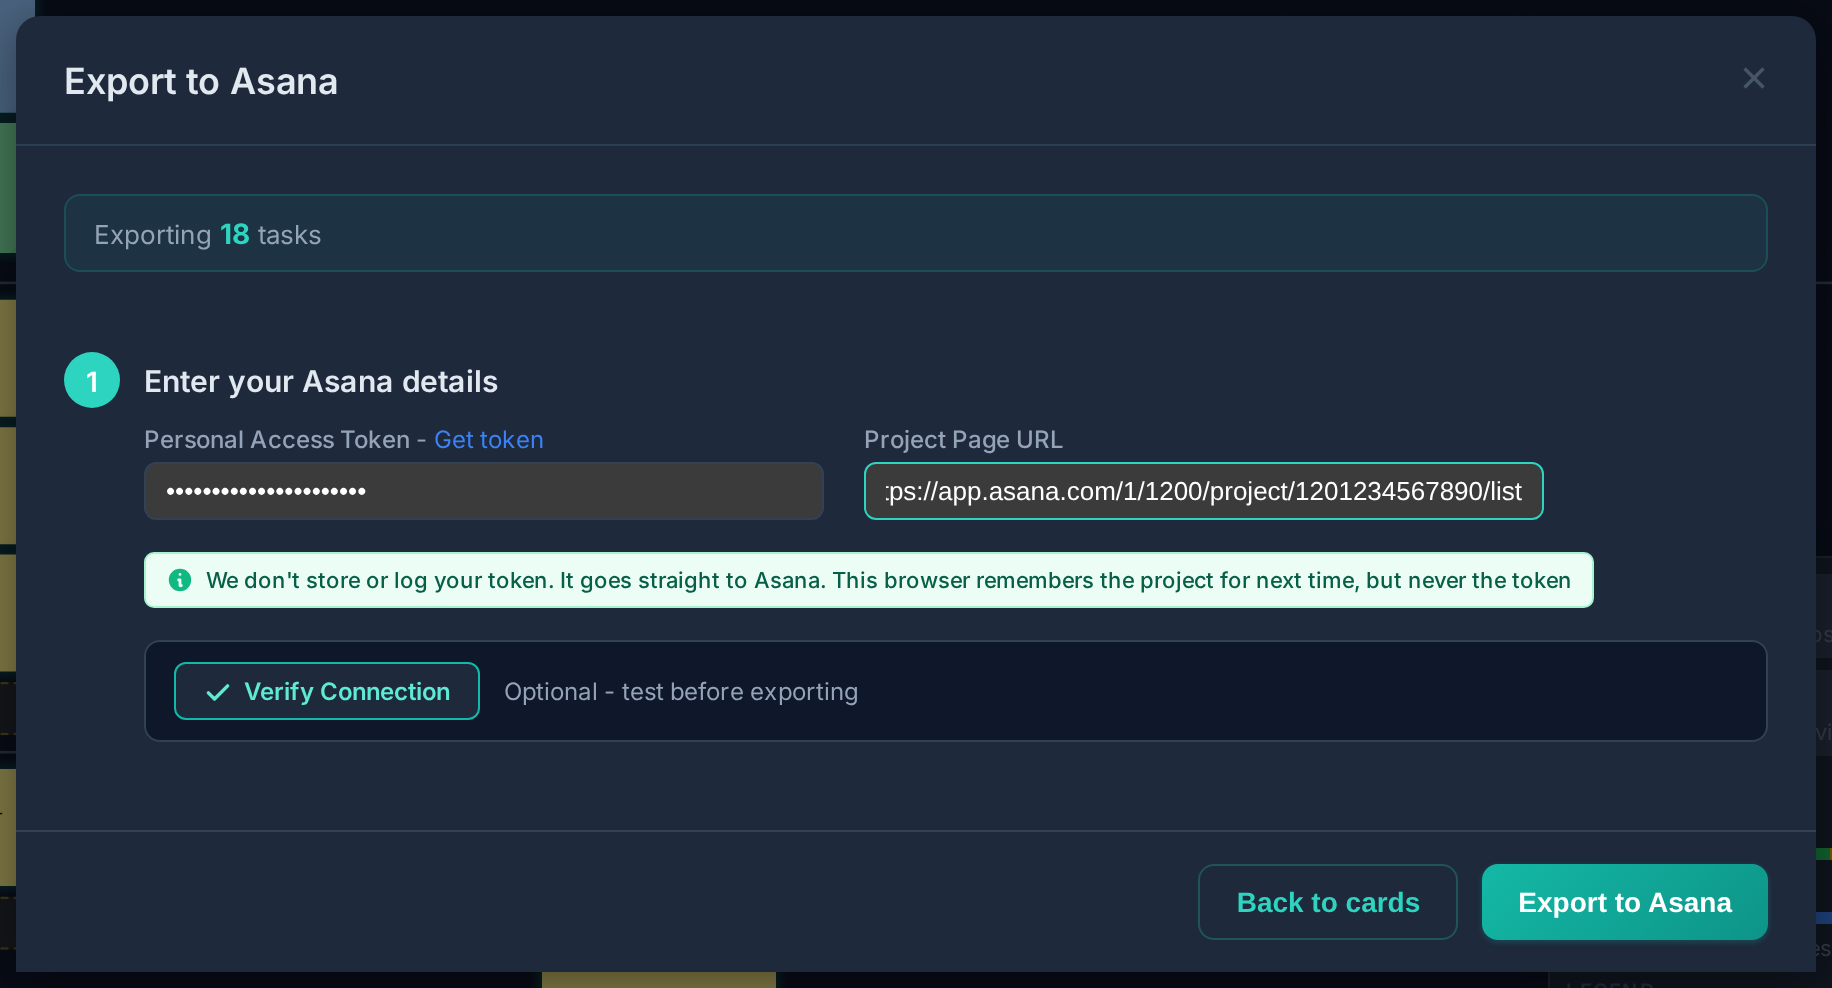 Export to Asana
Exporting 18 tasks
1 Enter your Asana details
Personal Access Token - Get token
Project Page URL
••••••••••••••••••••••
ps://app.asana.com/1/1200/project/1201234567890/list
We don't store or log your token. It goes straight to Asana. This browser remembers the project for next time, but never the token
Verify Connection
Optional - test before exporting
Back to cards
Export to Asana